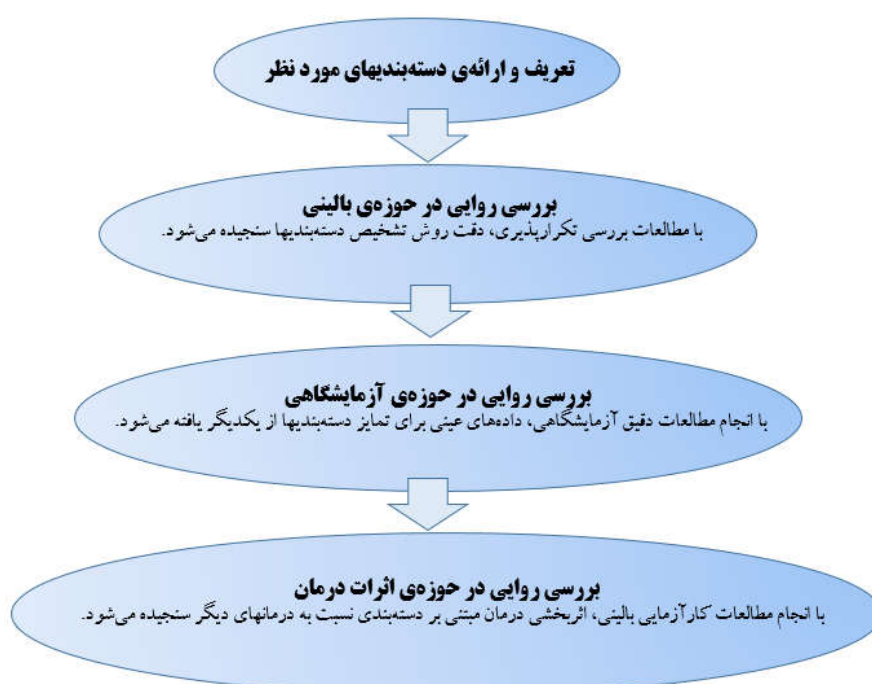 تعریف و ارائه‌ی دسته‌بندیهای مورد نظر
بررسی روایی در حوزه‌ی بالینی
با مطالعات بررسی تکرارپذیری، دقت روش تشخیص دسته‌بندیها سنجیده می‌شود.
بررسی روایی در حوزه‌ی آزمایشگاهی
با انجام مطالعات دقیق آزمایشگاهی، داده‌های عینی برای تمایز دسته‌بندیها از یکدیگر یافته می‌شود.
بررسی روایی در حوزه‌ی اثرات درمان
با انجام مطالعات کارآزمایی بالینی، اثربخشی درمان مبتنی بر دسته‌بندی نسبت به درمانهای دیگر سنجیده می‌شود.